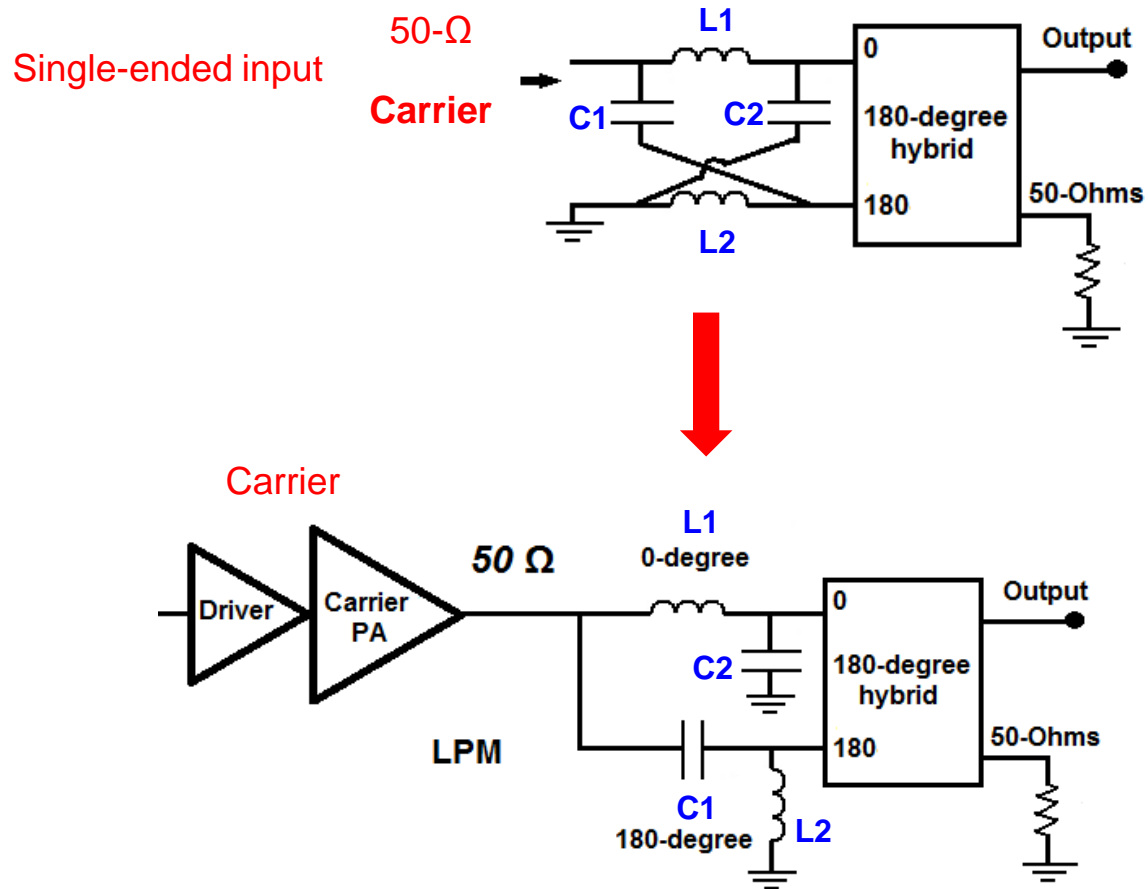 50-Ω
Single-ended input
Carrier
L1
C1
C2
L2
0
180-degree
hybrid
180
Output
50-Ohms
Carrier
Driver
Carrier
PA
50 Ω
LPM
L1
0-degree
C2
C1
180-degree
L2
0
180-degree
hybrid
180
Output
50-Ohms